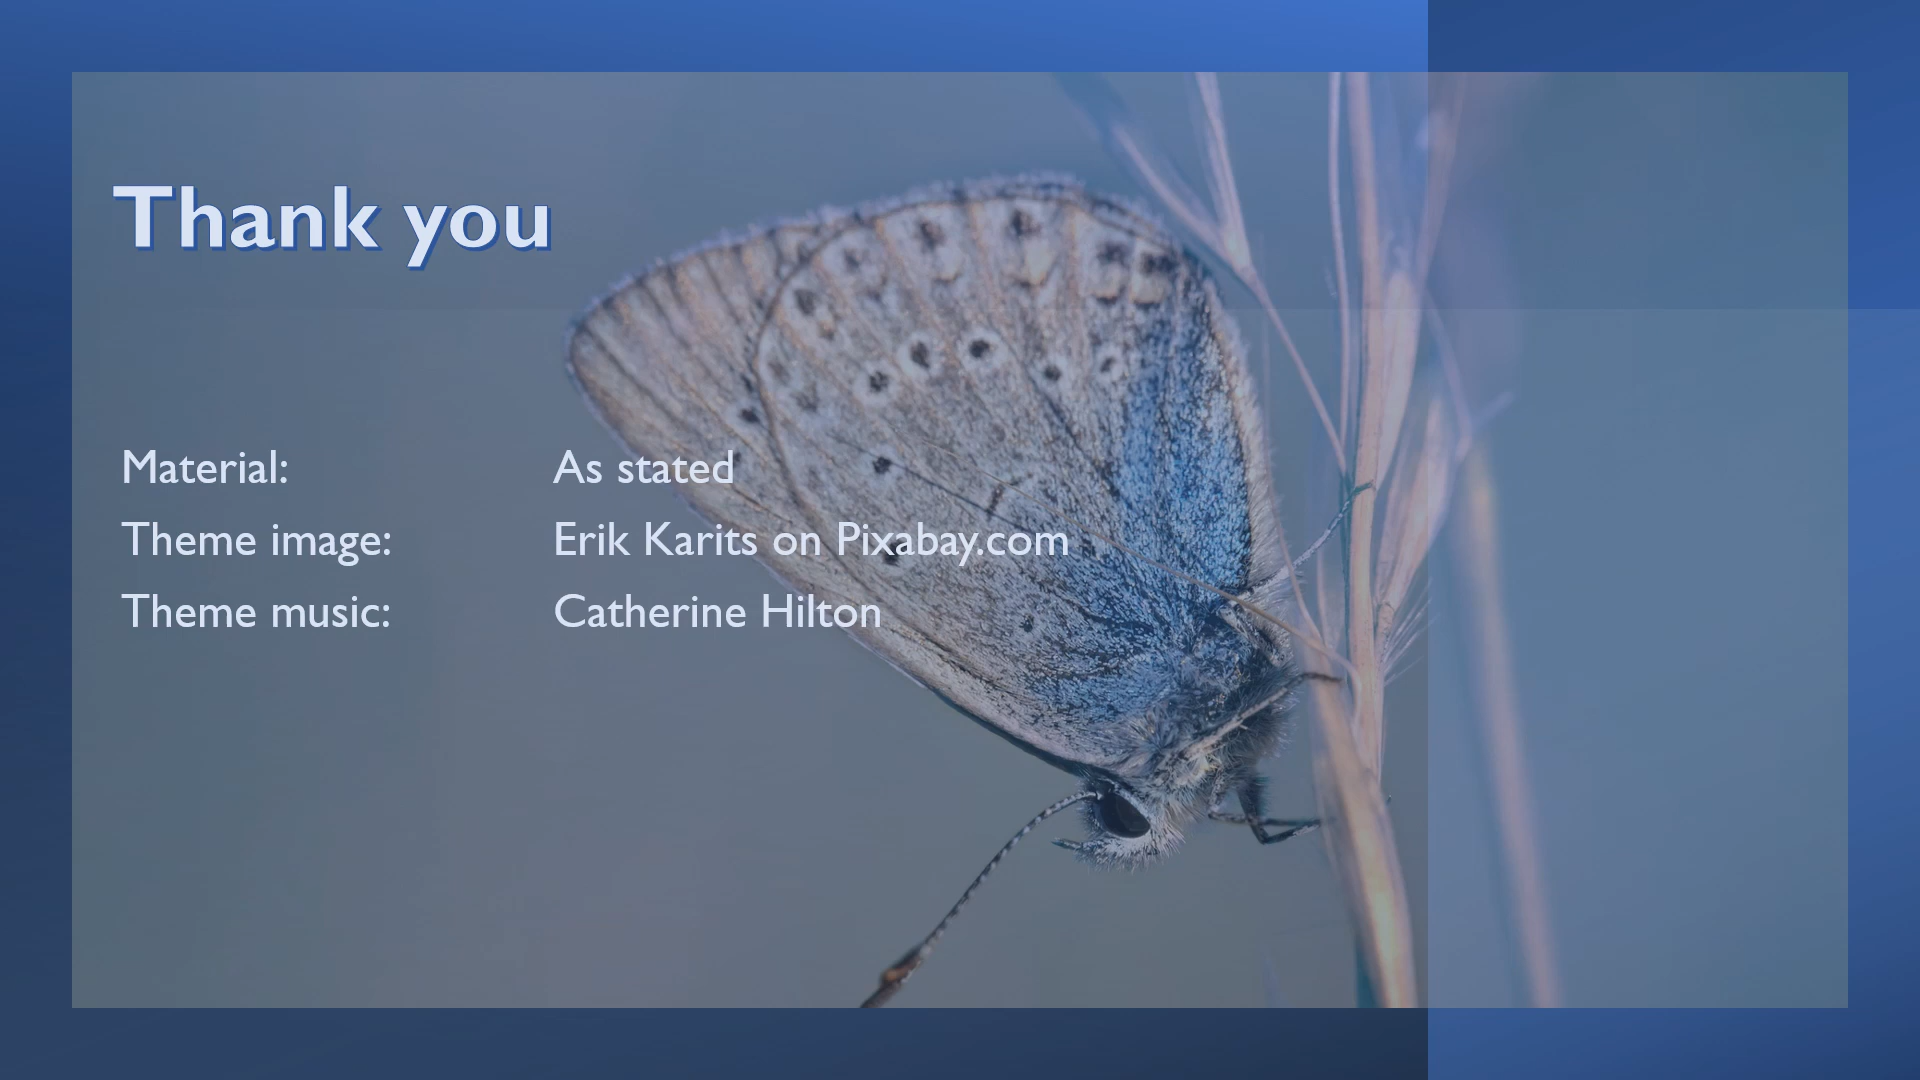 Thank you
Material: As stated
Theme image: Erik Karits on Pixabay.com
Theme music: Catherine Hilton